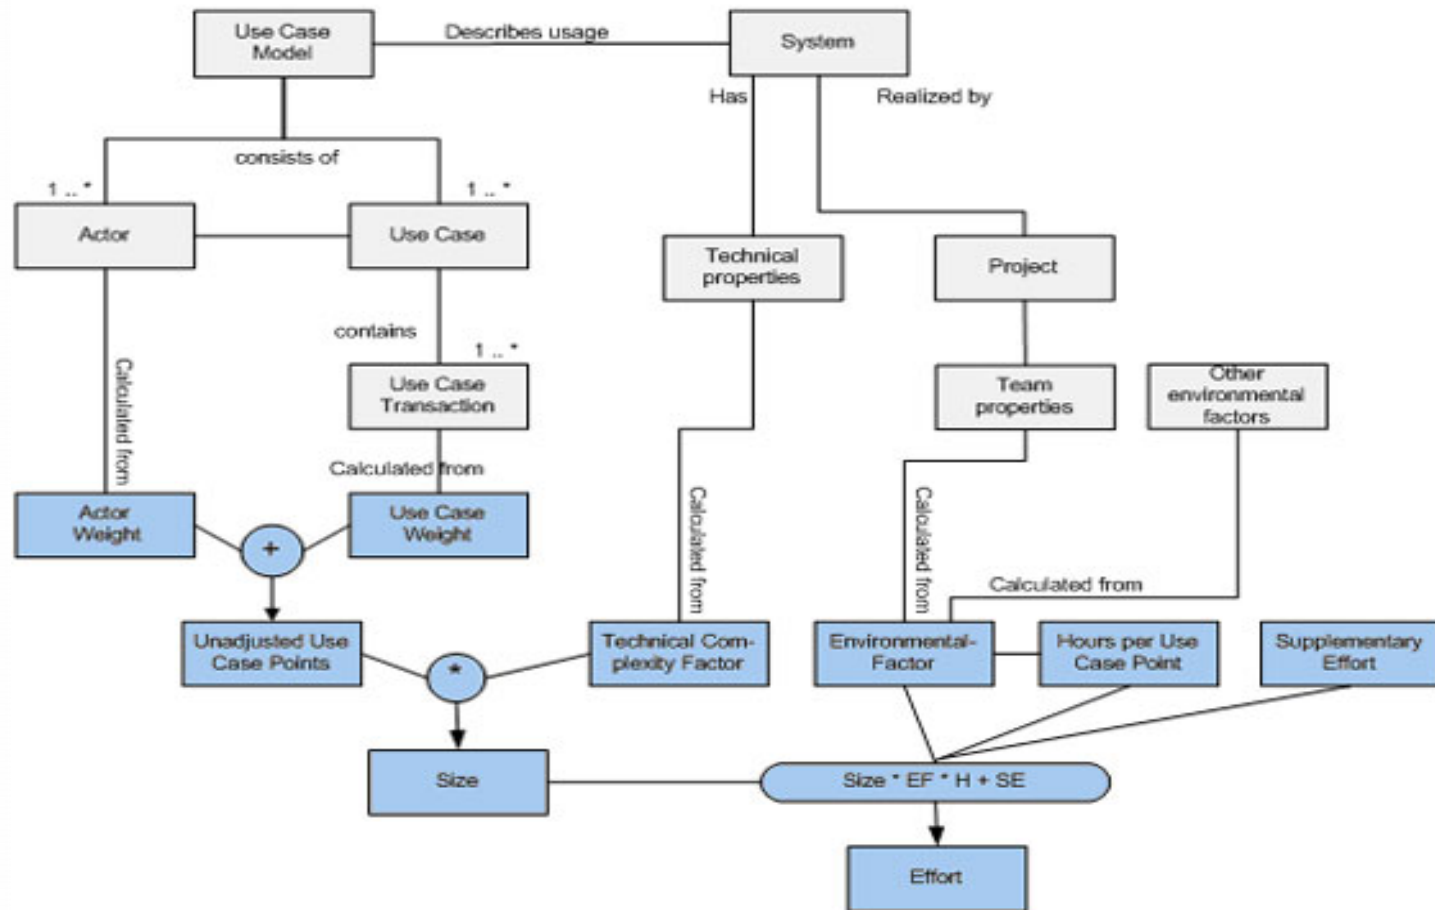 Use Case
Model
Describes usage
System
Has
Realized by
consists of
1 .. *
1 .. *
Actor
Use Case
Technical
properties
Project
contains
1 .. *
Calculated from
Use Case
Transaction
Team
properties
Other
environmental
factors
Calculated from
Actor
Weight
+
Use Case
Weight
Calculated from
Calculated from
Calculated from
Unadjusted Use
Case Points
*
Technical Com-
plexity Factor
Environmental-
Factor
Hours per Use
Case Point
Supplementary
Effort
Size
Size * EF * H + SE
Effort